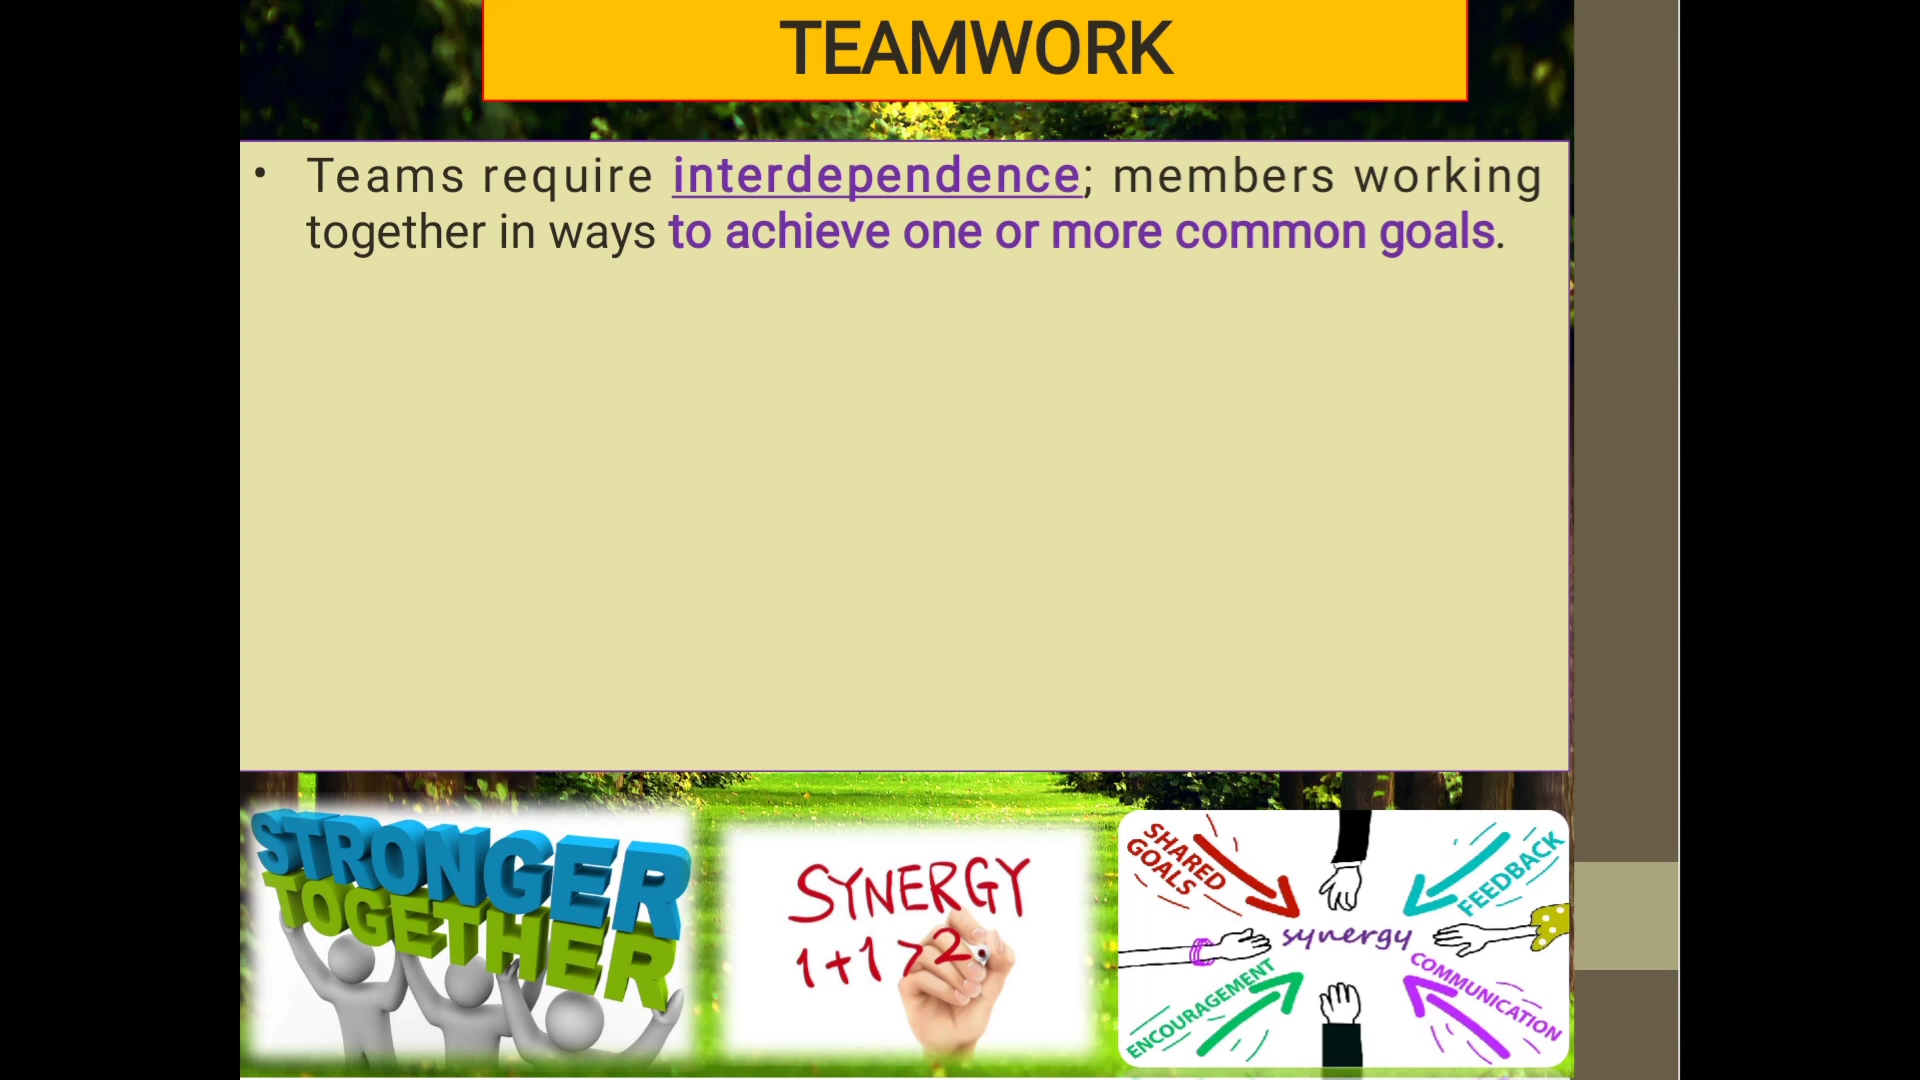 TEAMWORK
• Teams require interdependence; members working
together in ways to achieve one or more common goals.
STRONGER
TOGETHER
SYNERGY
1+1>2
SHARED
GOALS
FEEDBACK
synergy
ENCOURAGEMENT
COMMUNICATION